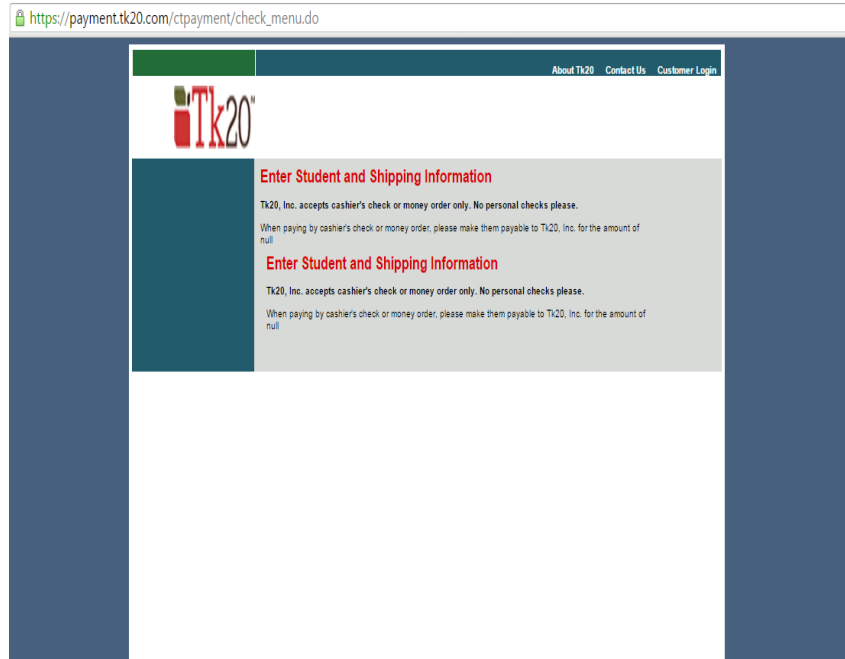 https://payment.tk20.com/ctpayment/check_menu.do
About Tk20 Contact Us Customer Login
Tk20
Enter Student and Shipping Information
Tk20, Inc. accepts cashier's check or money order only. No personal checks please.
When paying by cashier's check or money order, please make them payable to Tk20, Inc. for the amount of
null
Enter Student and Shipping Information
Tk20, Inc. accepts cashier's check or money order only. No personal checks please.
When paying by cashier's check or money order, please make them payable to Tk20, Inc. for the amount of
null